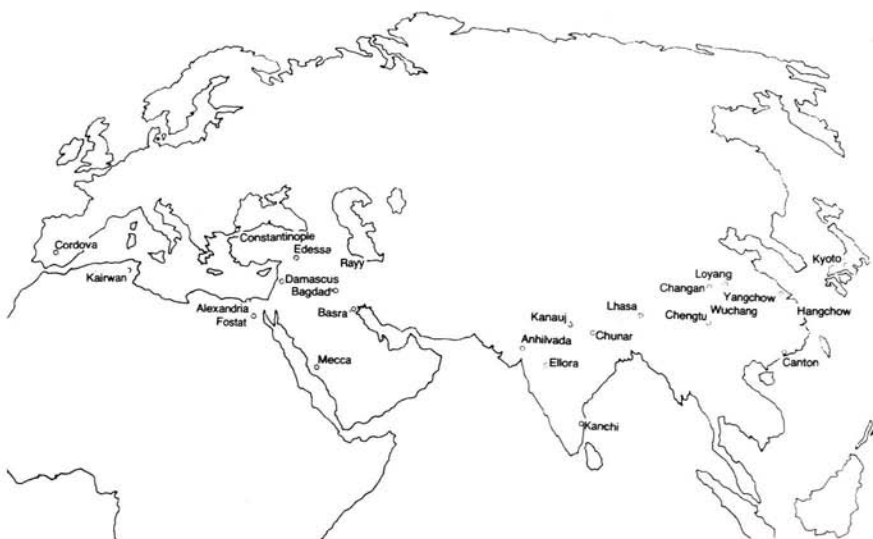 Constantinople
Cordova
Edessa
Rayy
Kyoto
Kairwan
Damascus
Bagdad
Loyang
Changan
Yangchow
Alexandria
Fostat
Basra
Kanauj
Lhasa
Chengtu
Wuchang
Hangchow
Anhilvada
Chunar
Mecca
Ellora
Canton
Kanchi